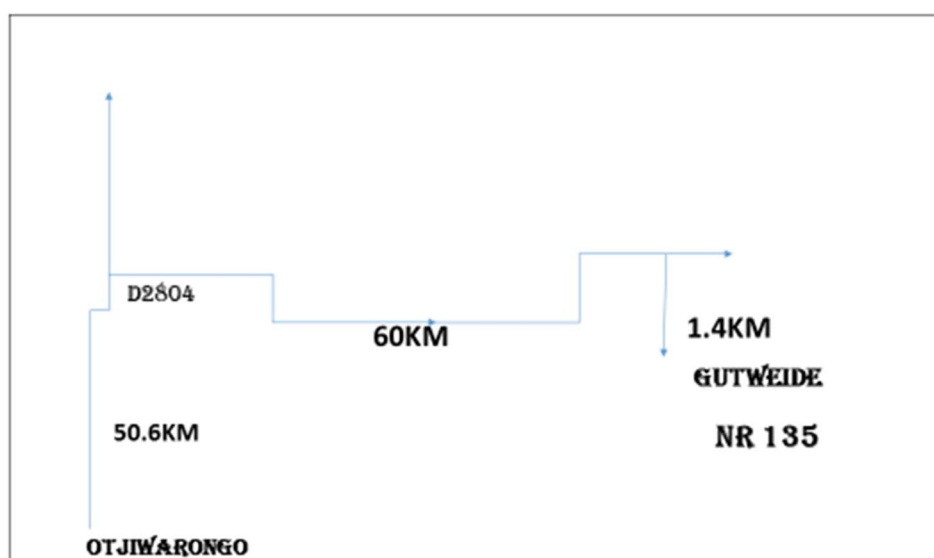 D2804
60KM
1.4KM
GUTWEIDE
50.6KM
NR 135
OTJIWARONGO